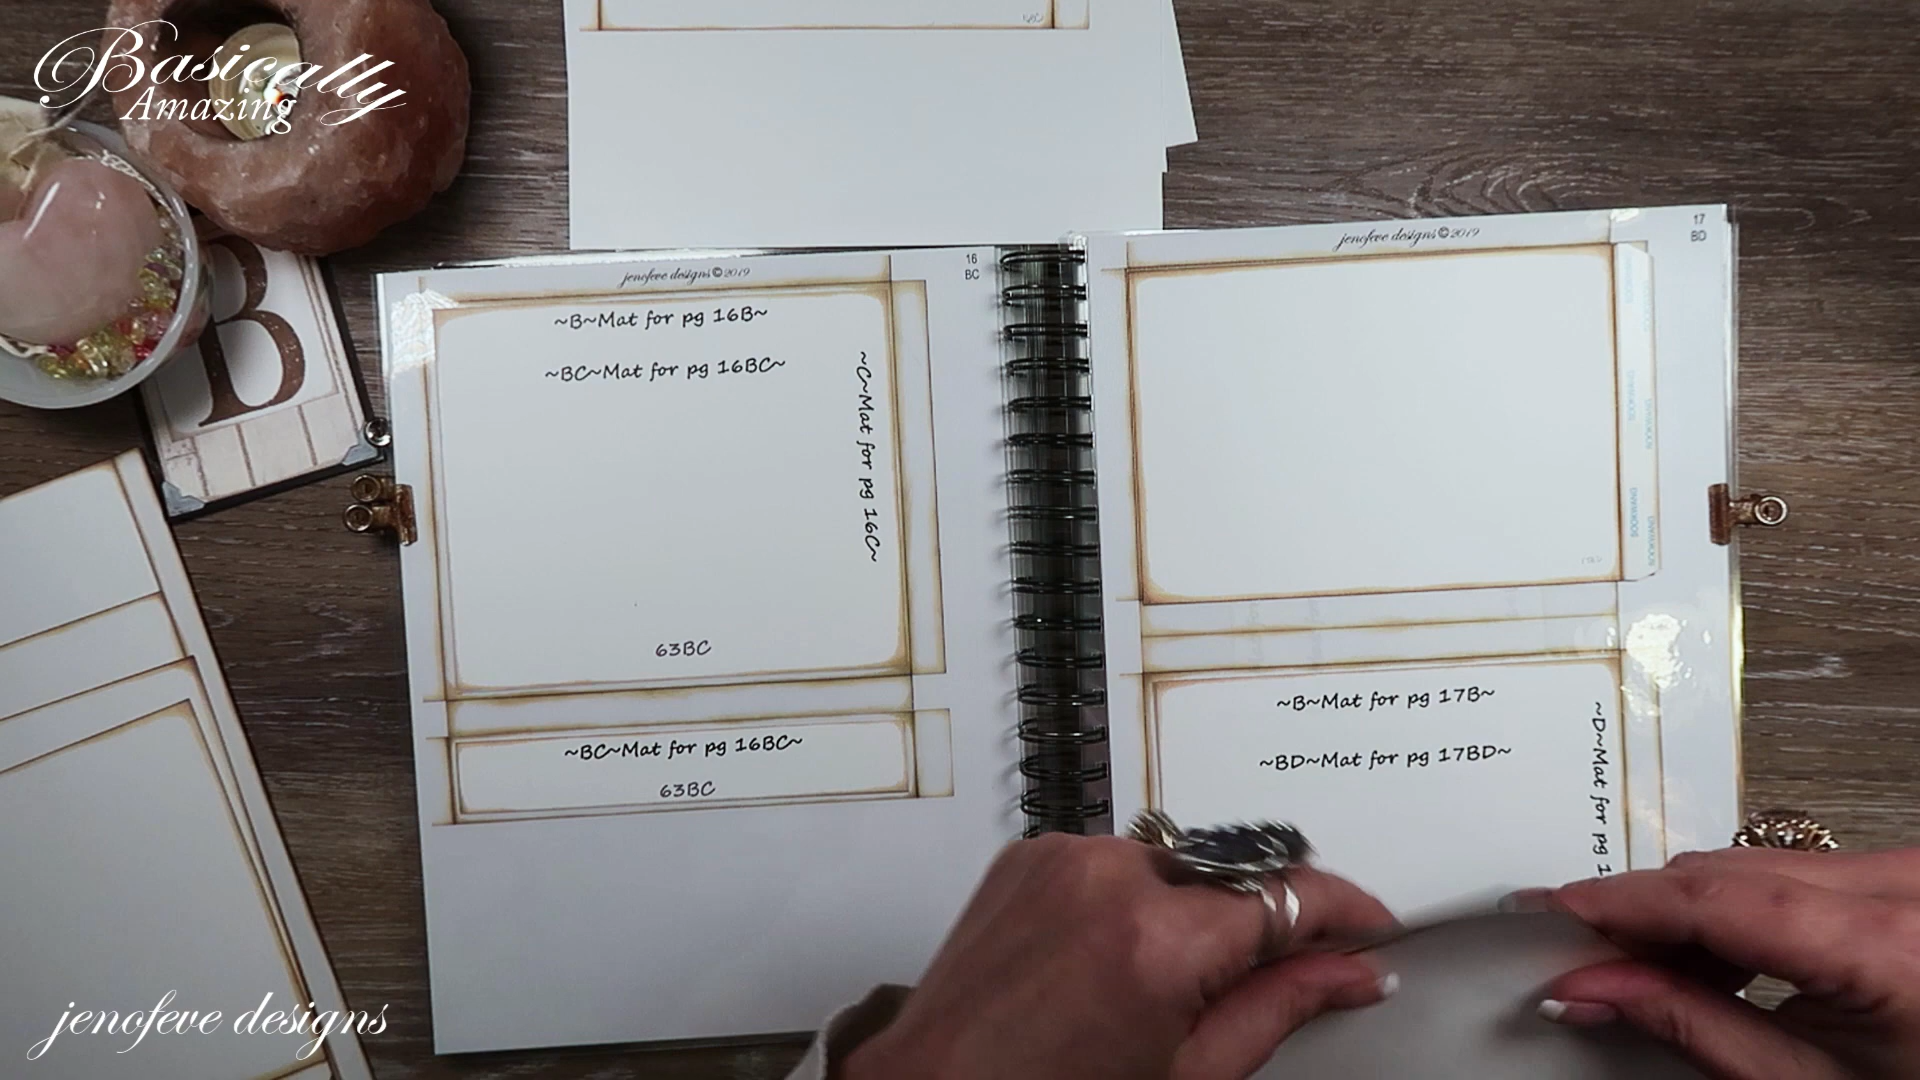 Basically
Amazing
B
jenofeve designs©2019
16
BC
~B~Mat for pg 16B~
~BC~Mat for pg 16BC~
~C~Mat for pg 16C~
63BC
~BC~Mat for pg 16BC~
63BC
jenofeve designs©2019
17
BD
~B~Mat for pg 17B~
~BD~Mat for pg 17BD~
~D~Mat for pg 1
jenofeve designs